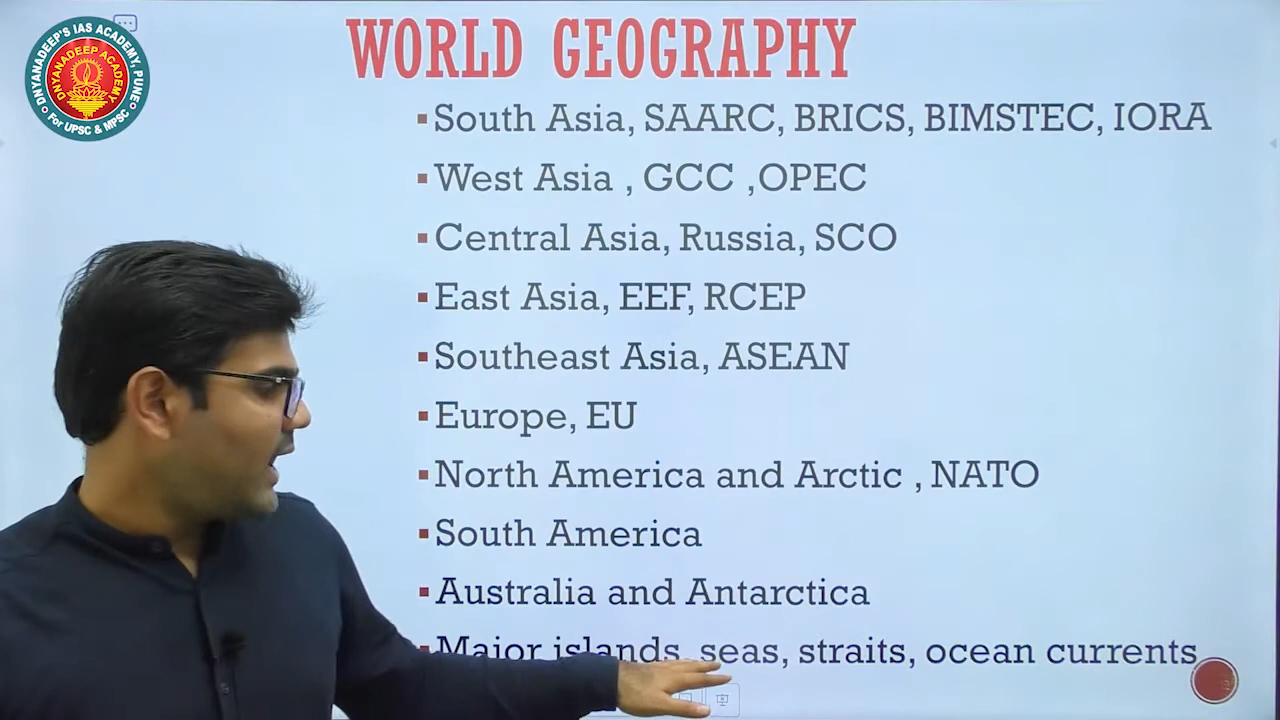 DNYANADEEP'S IAS ACADEMY, PUNE
DNYANADEEP ACADEMY
For UPSC & MPSC
WORLD GEOGRAPHY
South Asia, SAARC, BRICS, BIMSTEC, IORA
West Asia , GCC ,OPEC
Central Asia, Russia, SCO
East Asia, EEF, RCEP
Southeast Asia, ASEAN
Europe, EU
North America and Arctic , NATO
South America
Australia and Antarctica
Major islands, seas, straits, ocean currents